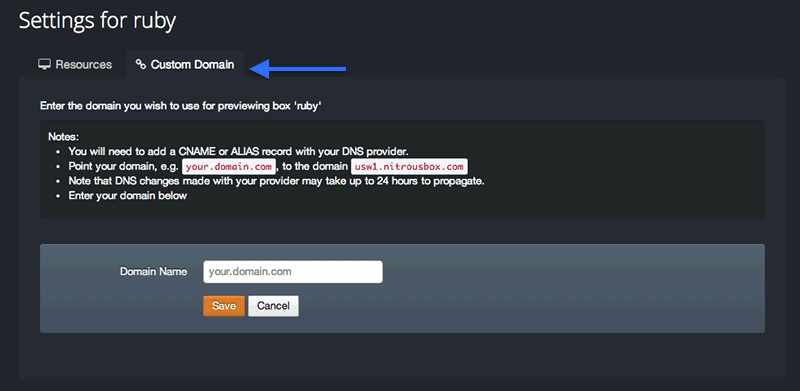 Settings for ruby
Resources
Custom Domain
Enter the domain you wish to use for previewing box 'ruby'
Notes:
• You will need to add a CNAME or ALIAS record with your DNS provider.
• Point your domain, e.g. your.domain.com, to the domain usw1.nitrousbox.com
• Note that DNS changes made with your provider may take up to 24 hours to propagate.
• Enter your domain below
Domain Name your.domain.com
Save Cancel